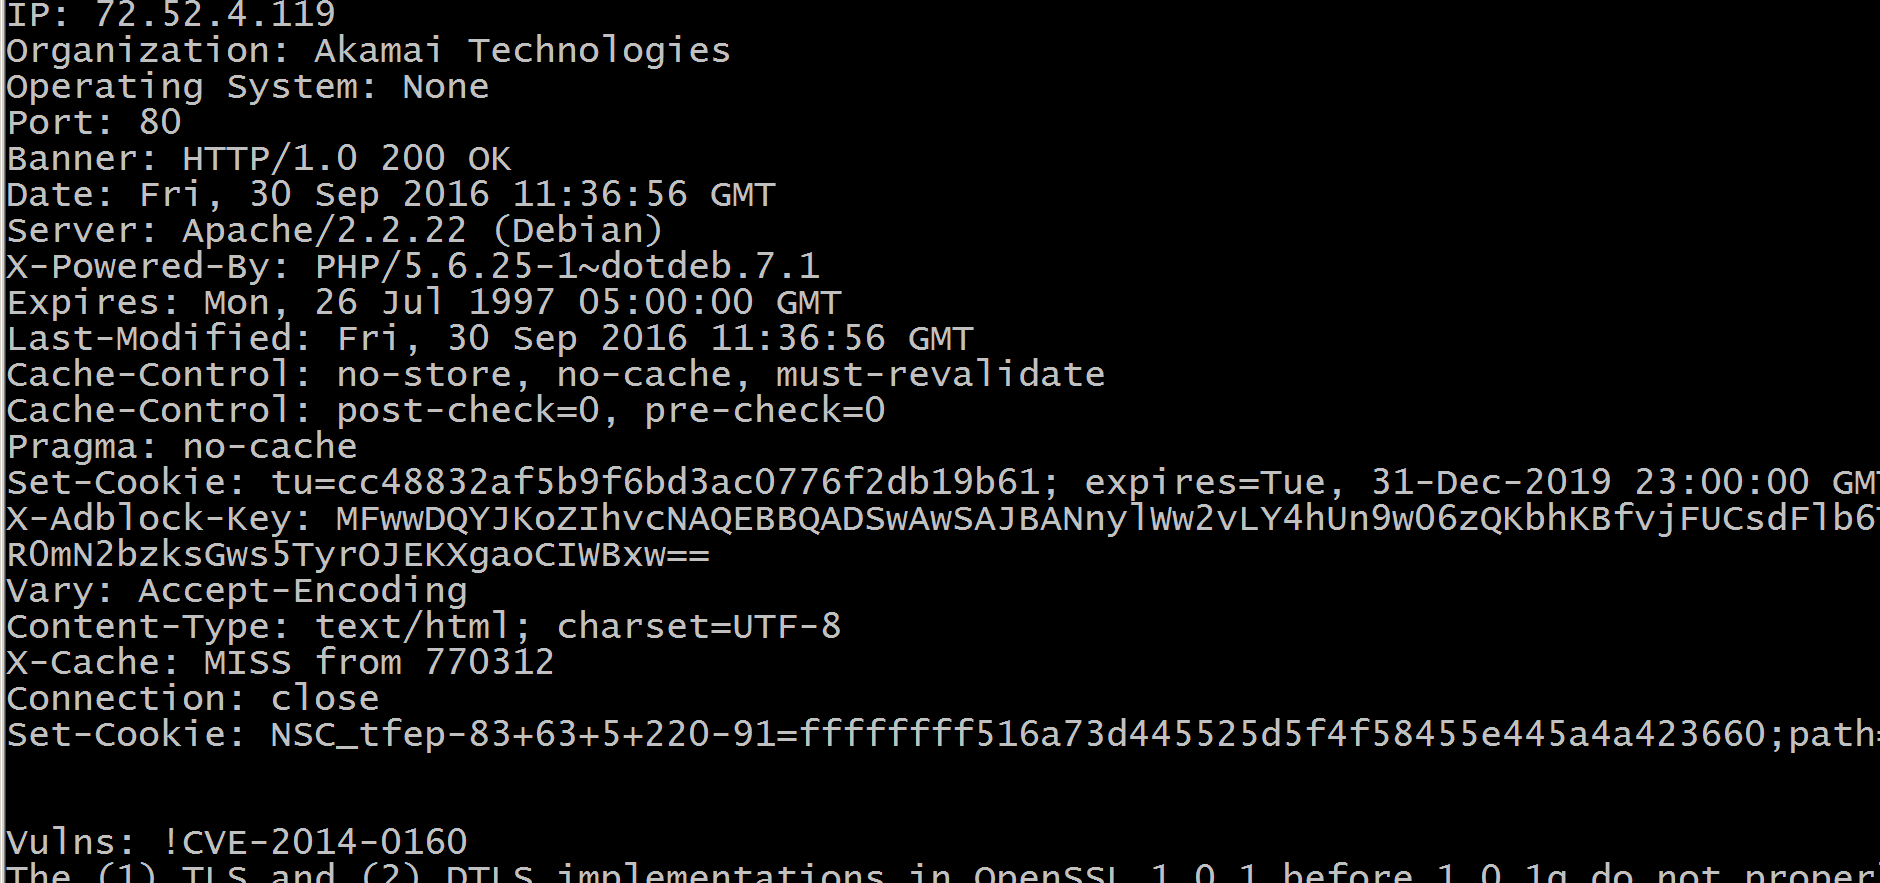 IP: 72.52.4.119
Organization: Akamai Technologies
Operating System: None
Port: 80
Banner: HTTP/1.0 200 OK
Date: Fri, 30 Sep 2016 11:36:56 GMT
Server: Apache/2.2.22 (Debian)
X-Powered-By: PHP/5.6.25-1~dotdeb.7.1
Expires: Mon, 26 Jul 1997 05:00:00 GMT
Last-Modified: Fri, 30 Sep 2016 11:36:56 GMT
Cache-Control: no-store, no-cache, must-revalidate
Cache-Control: post-check=0, pre-check=0
Pragma: no-cache
Set-Cookie: tu=cc48832af5b9f6bd3ac0776f2db19b61; expires=Tue, 31-Dec-2019 23:00:00 GMT
X-Adblock-Key: MFwwDQYJKoZIhvcNAQEBBQADSwAwSAJBANnylWw2vLY4hUn9w06zQKbhKBfvjFUCsdFlb6T
R0mN2bzksGws5TyrOJEKXgaoCIWBxw==
Vary: Accept-Encoding
Content-Type: text/html; charset=UTF-8
X-Cache: MISS from 770312
Connection: close
Set-Cookie: NSC_tfep-83+63+5+220-91=ffffffff516a73d445525d5f4f58455e445a4a423660;path=
Vulns: !CVE-2014-0160
The (1) TLS and (2) DTLS implementations in OpenSSL 1.0.1 before 1.0.1g do not proper